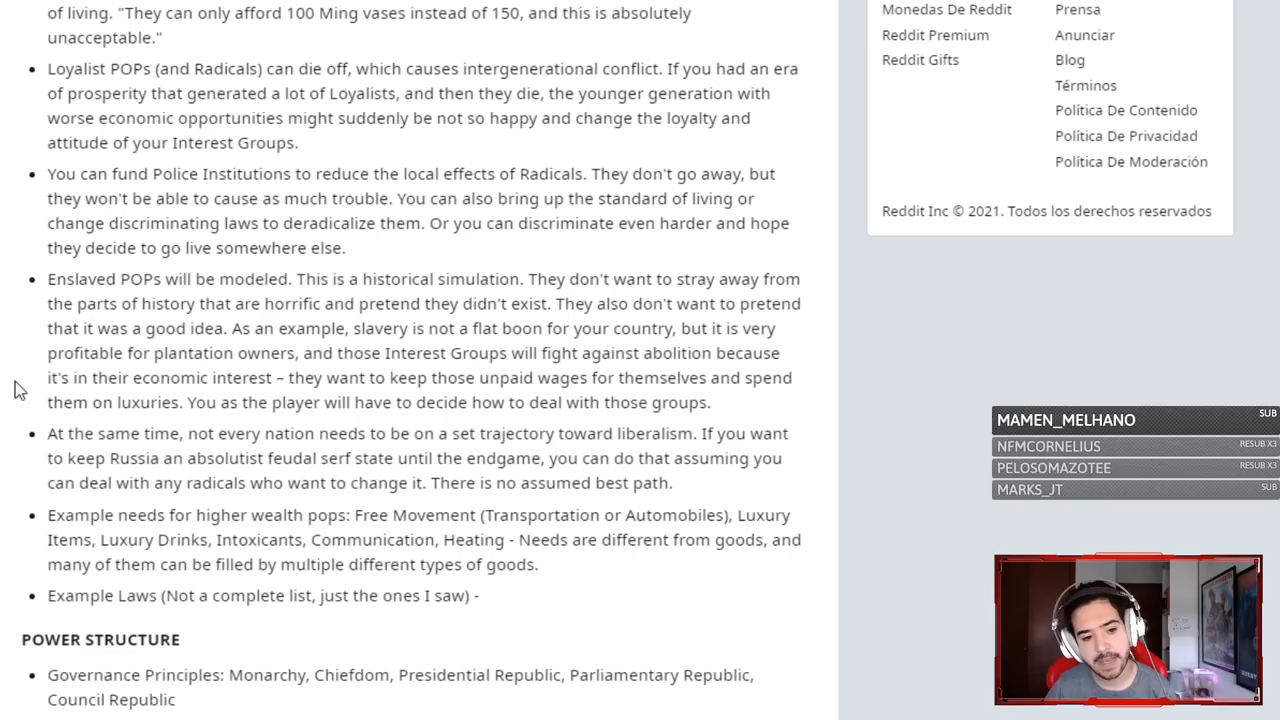 of living. "They can only afford 100 Ming vases instead of 150, and this is absolutely
unacceptable."
Loyalist POPs (and Radicals) can die off, which causes intergenerational conflict. If you had an era
of prosperity that generated a lot of Loyalists, and then they die, the younger generation with
worse economic opportunities might suddenly be not so happy and change the loyalty and
attitude of your Interest Groups.
You can fund Police Institutions to reduce the local effects of Radicals. They don't go away, but
they won't be able to cause as much trouble. You can also bring up the standard of living or
change discriminating laws to deradicalize them. Or you can discriminate even harder and hope
they decide to go live somewhere else.
Enslaved POPs will be modeled. This is a historical simulation. They don't want to stray away from
the parts of history that are horrific and pretend they didn't exist. They also don't want to pretend
that it was a good idea. As an example, slavery is not a flat boon for your country, but it is very
profitable for plantation owners, and those Interest Groups will fight against abolition because
it's in their economic interest – they want to keep those unpaid wages for themselves and spend
them on luxuries. You as the player will have to decide how to deal with those groups.
At the same time, not every nation needs to be on a set trajectory toward liberalism. If you want
to keep Russia an absolutist feudal serf state until the endgame, you can do that assuming you
can deal with any radicals who want to change it. There is no assumed best path.
Example needs for higher wealth pops: Free Movement (Transportation or Automobiles), Luxury
Items, Luxury Drinks, Intoxicants, Communication, Heating - Needs are different from goods, and
many of them can be filled by multiple different types of goods.
Example Laws (Not a complete list, just the ones I saw) -
POWER STRUCTURE
Governance Principles: Monarchy, Chiefdom, Presidential Republic, Parliamentary Republic,
Council Republic
Monedas De Reddit
Reddit Premium
Reddit Gifts
Prensa
Anunciar
Blog
Términos
Política De Contenido
Política De Privacidad
Política De Moderación
Reddit Inc © 2021. Todos los derechos reservados
MAMEN_MELHANO SUB
NFMCORNELIUS RESUB X3
PELOSOMAZOTEE RESUB X3
MARKS_JT SUB